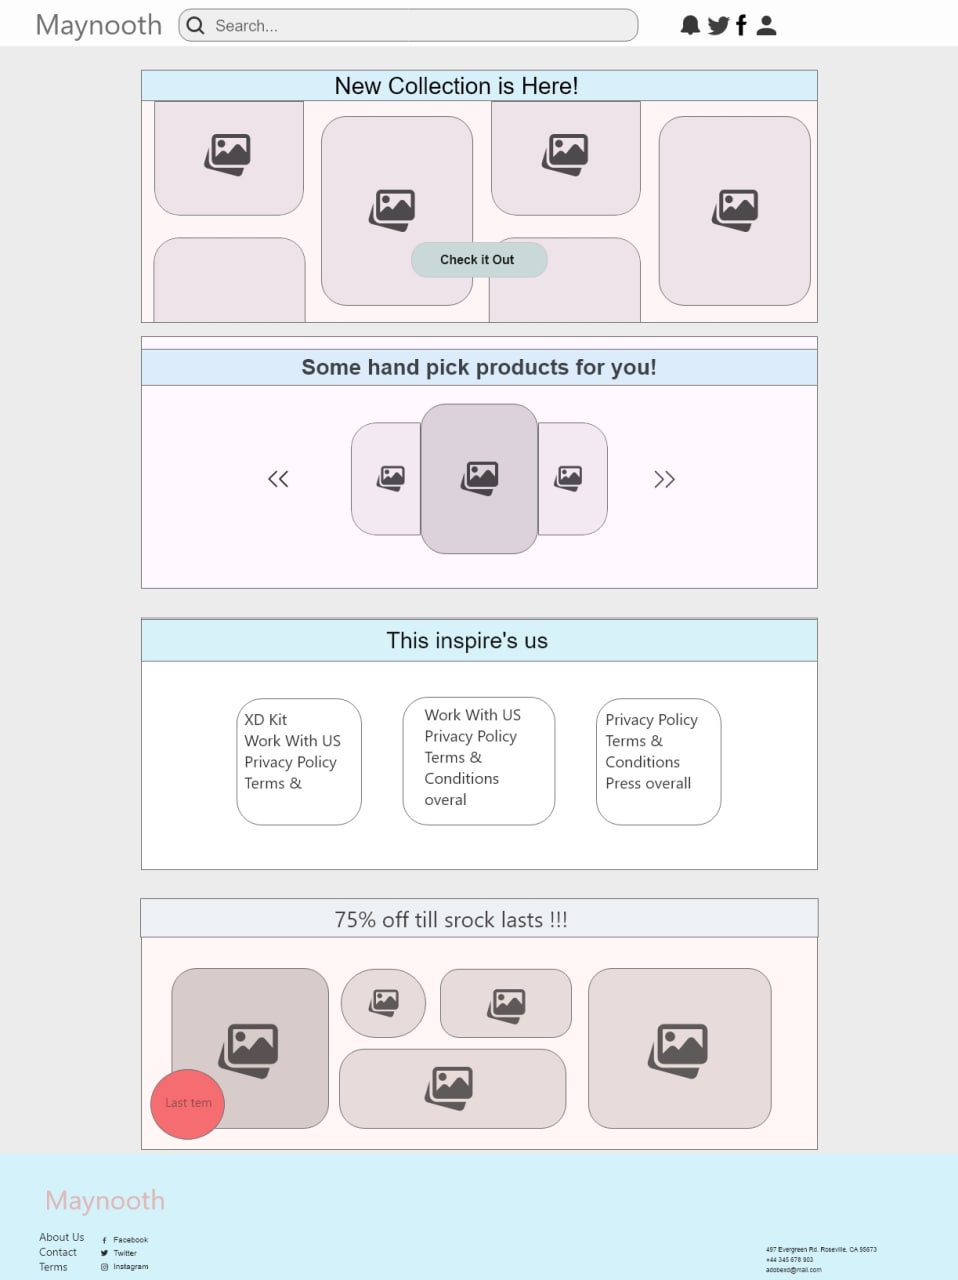 Maynooth
Search...
New Collection is Here!
Check it Out
Some hand pick products for you!
This inspire's us
XD Kit
Work With US
Privacy Policy
Terms &
Work With US
Privacy Policy
Terms &
Conditions
overal
Privacy Policy
Terms &
Conditions
Press overall
75% off till srock lasts !!!
Last tem
Maynooth
About Us
Contact
Terms
Facebook
Twitter
Instagram
497 Evergreen Rd. Roseville, CA 95673
+44 345 678 903
adobexd@mail.com